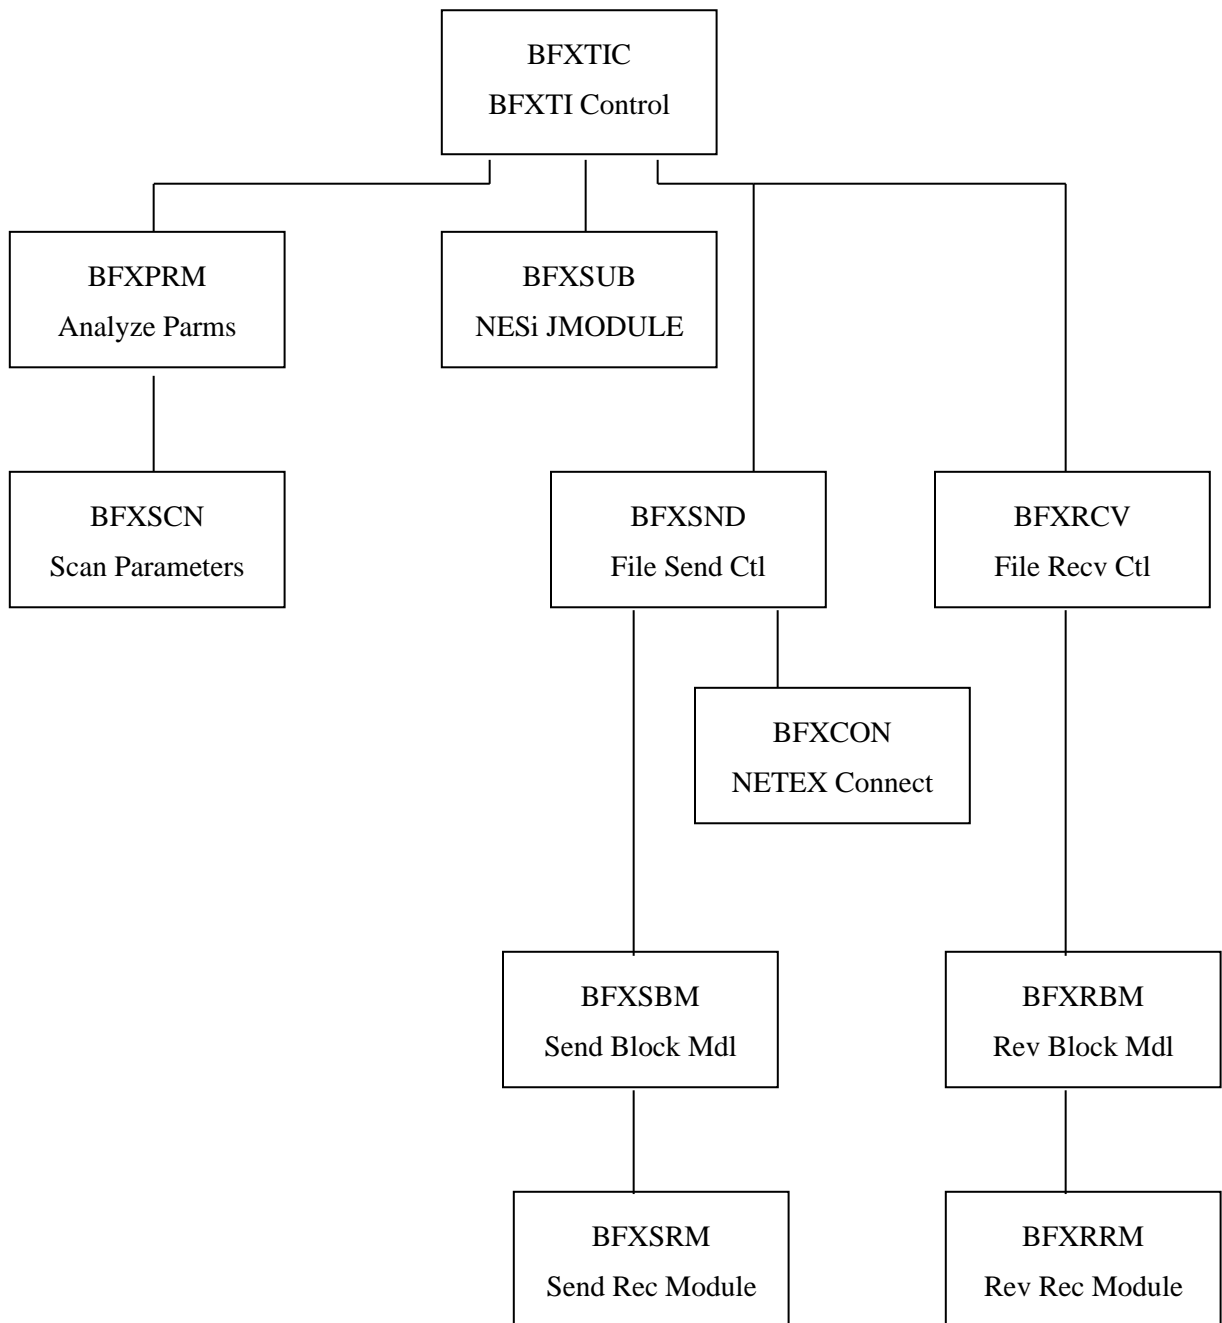 BFXTIC
BFXTI Control
BFXPRM
Analyze Parms
BFXSUB
NESi JMODULE
BFXSCN
Scan Parameters
BFXSND
File Send Ctl
BFXRCV
File Recv Ctl
BFXCON
NETEX Connect
BFXSBM
Send Block Mdl
BFXRBM
Rev Block Mdl
BFXSRM
Send Rec Module
BFXRRM
Rev Rec Module